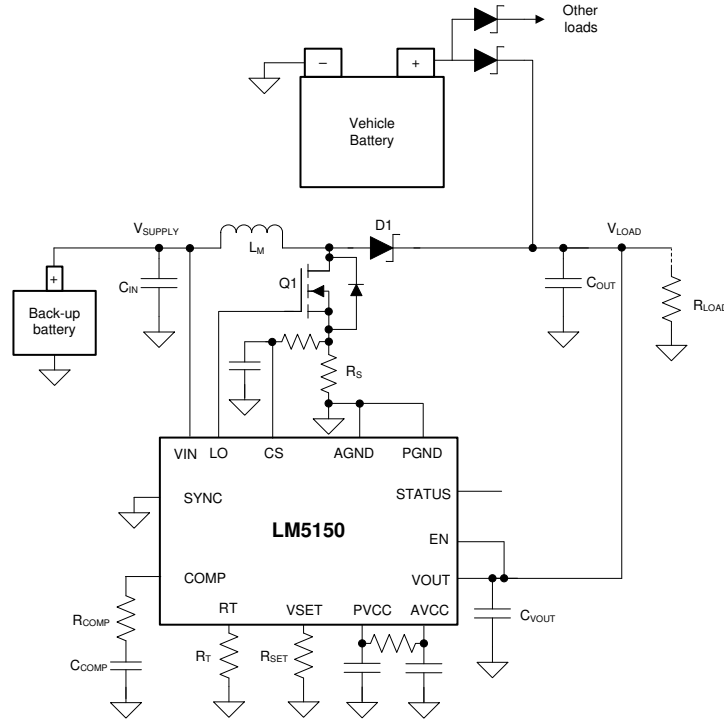 Other
loads
−
+
Vehicle
Battery
VSUPPLY
LM
D1
VLOAD
+
Back-up
battery
CIN
Q1
COUT
RLOAD
RS
VIN
LO
CS
AGND
PGND
SYNC
STATUS
LM5150
EN
COMP
VOUT
RT
VSET
PVCC
AVCC
RCOMP
CCOMP
RT
RSET
CVOUT